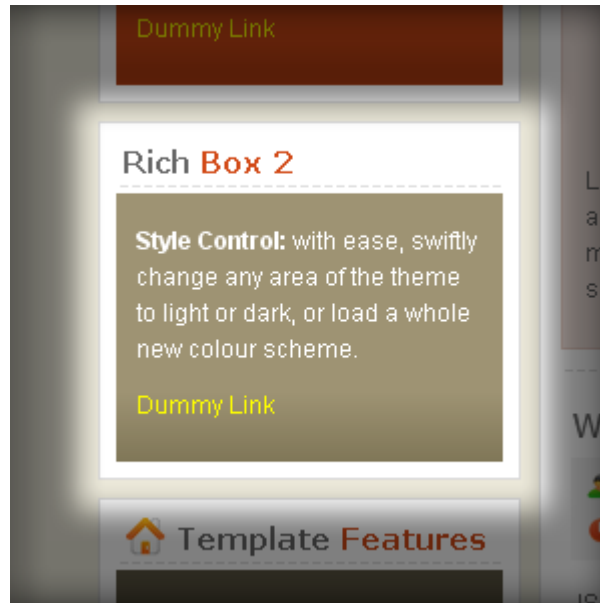 Dummy Link
Rich Box 2
Style Control: with ease, swiftly
change any area of the theme
to light or dark, or load a whole
new colour scheme.
Dummy Link
Template Features